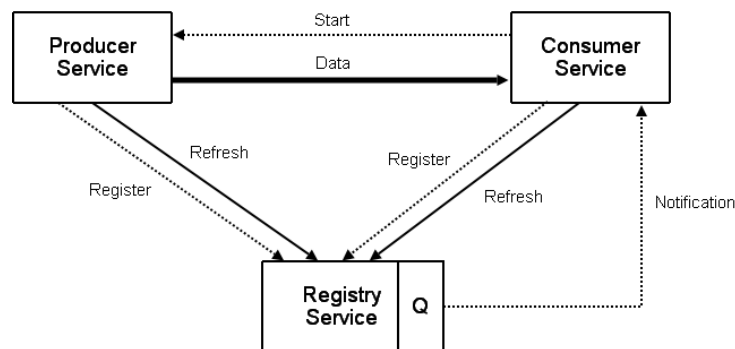 Start
Producer
Service
Consumer
Service
Data
Refresh
Register
Register
Refresh
Notification
Registry
Service
Q